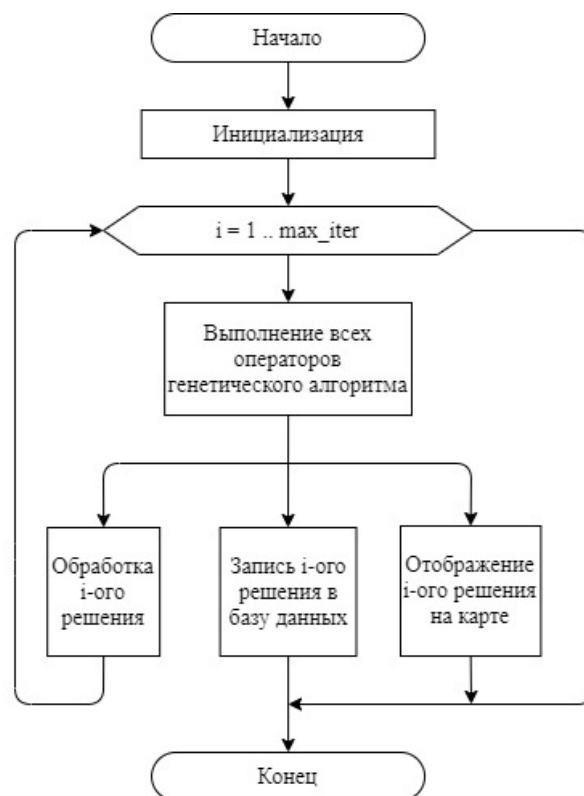 Начало
Инициализация
i = 1 .. max_iter
Выполнение всех
операторов
генетического алгоритма
Обработка
i-ого
решения
Запись i-ого
решения в
базу данных
Отображение
i-ого решения
на карте
Конец